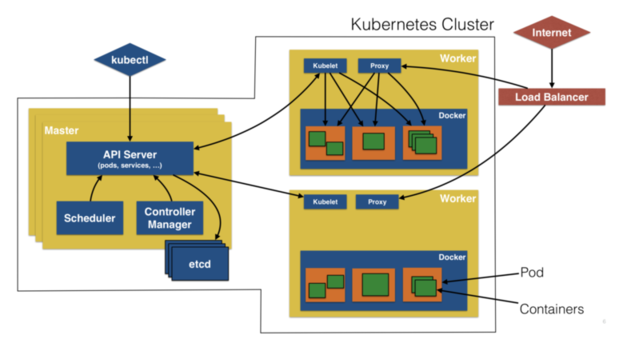 Kubernetes Cluster
Internet
kubectl
Worker
Kubelet
Proxy
Load Balancer
Docker
Master
API Server
(pods, services, ...)
Scheduler
Controller
Manager
etcd
Worker
Kubelet
Proxy
Docker
Pod
Containers